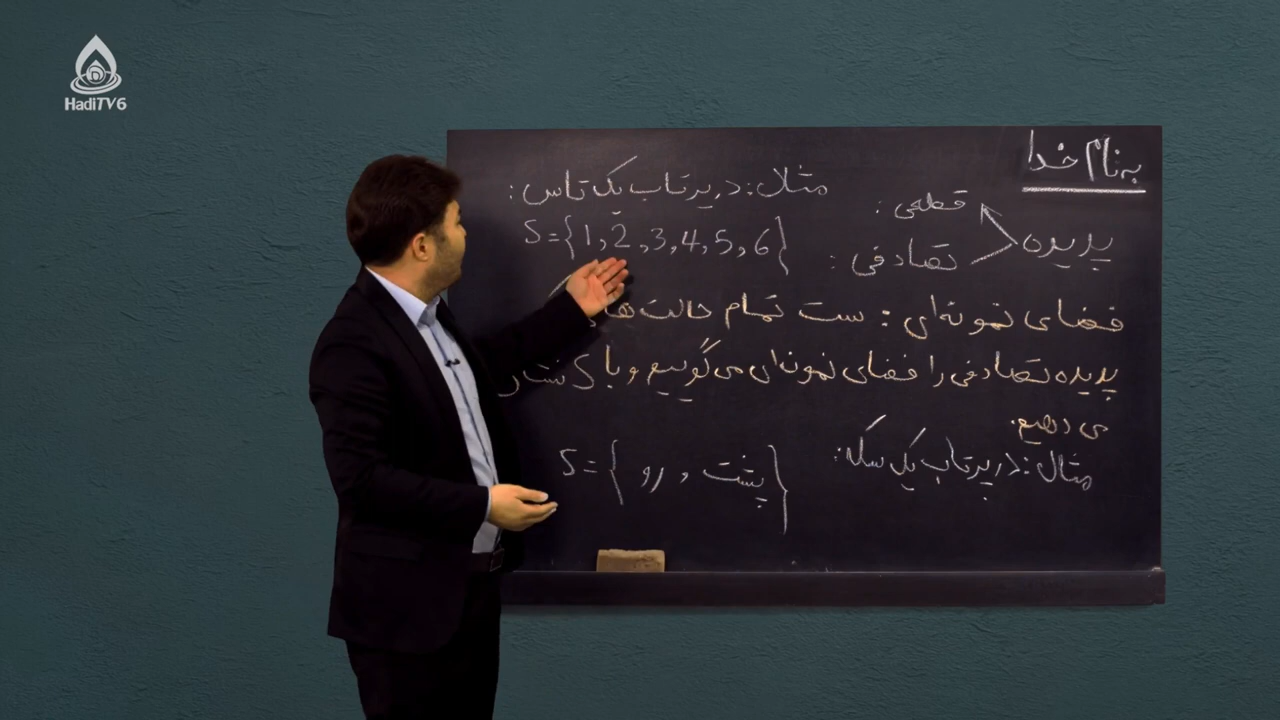 HadiTV6
به نام خدا
پدیده
قطعی:
تصادفی:
مثال: در پرتاب یک تاس:
S={1,2,3,4,5,6}
فضای نمونه‌ای: ست تمام حالت‌ها
پدیده تصادفی را فضای نمونه‌ای می‌گوییم و با S نشان
می دهیم.
مثال: در پرتاب یک سکه:
S={رو , پشت}